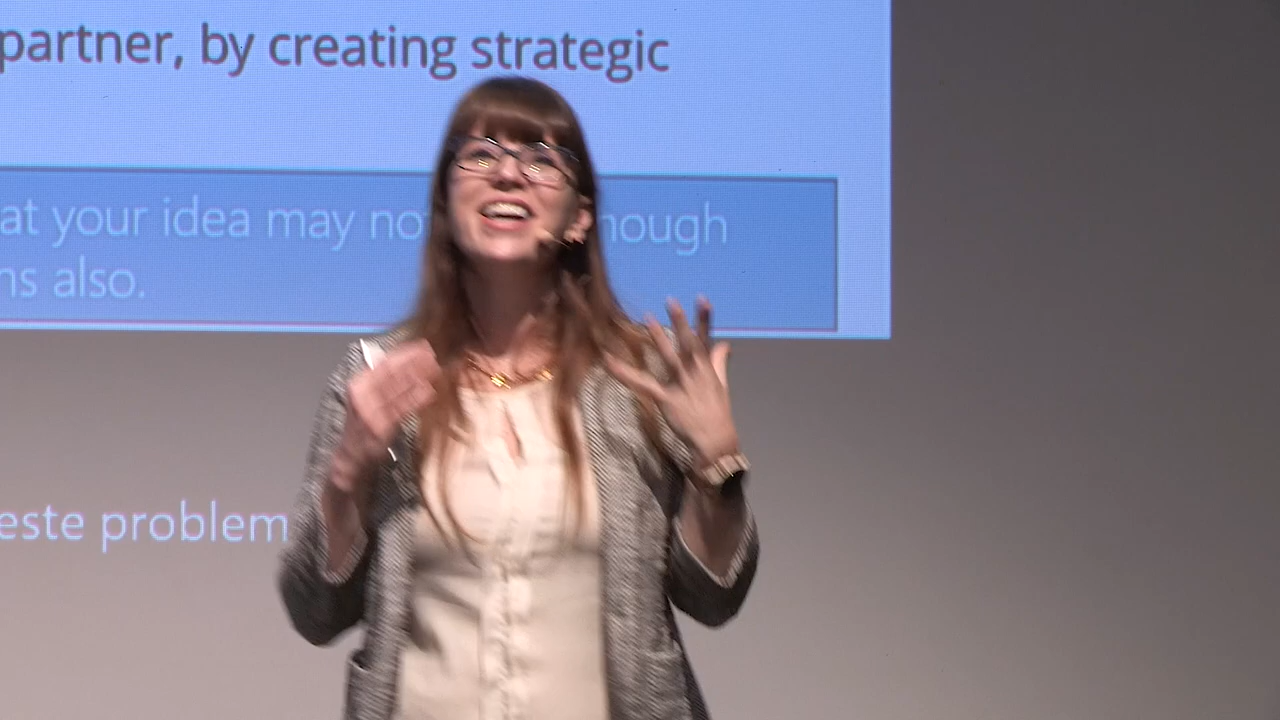 partner, by creating strategic
at your idea may no nough
ns also.
este problem